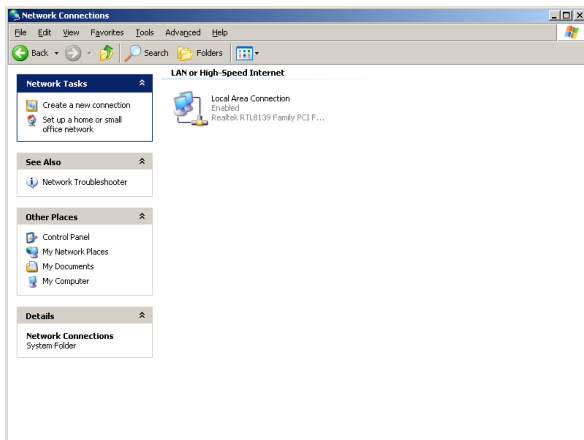 Network Connections
File Edit View Favorites Tools Advanced Help
Back Search Folders
Network Tasks
Create a new connection
Set up a home or small
office network
See Also
Network Troubleshooter
Other Places
Control Panel
My Network Places
My Documents
My Computer
Details
Network Connections
System Folder
LAN or High-Speed Internet
Local Area Connection
Enabled
Realtek RTL8139 Family PCI F...